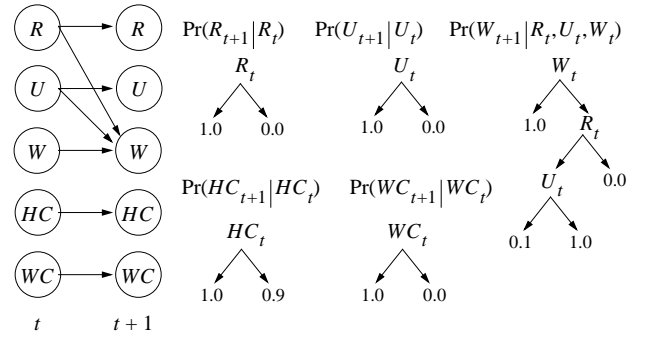 R R
U U
W W
HC HC
WC WC
t t + 1
Pr(R_{t+1}|R_t)
R_t
1.0 0.0
Pr(U_{t+1}|U_t)
U_t
1.0 0.0
Pr(W_{t+1}|R_t,U_t,W_t)
W_t
1.0 R_t
U_t 0.0
0.1 1.0
Pr(HC_{t+1}|HC_t)
HC_t
1.0 0.9
Pr(WC_{t+1}|WC_t)
WC_t
1.0 0.0